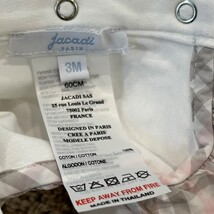 Jacadi
PARIS
3M
60CM
JACADI SAS
25 rue Louis Le Grand
75002 Paris
FRANCE
DESIGNED IN PARIS
CREE A PARIS
MODELE DEPOSE
COTON / COTTON
ALGODON / COTONE
KEEP AWAY FROM FIRE
MADE IN THAILAND